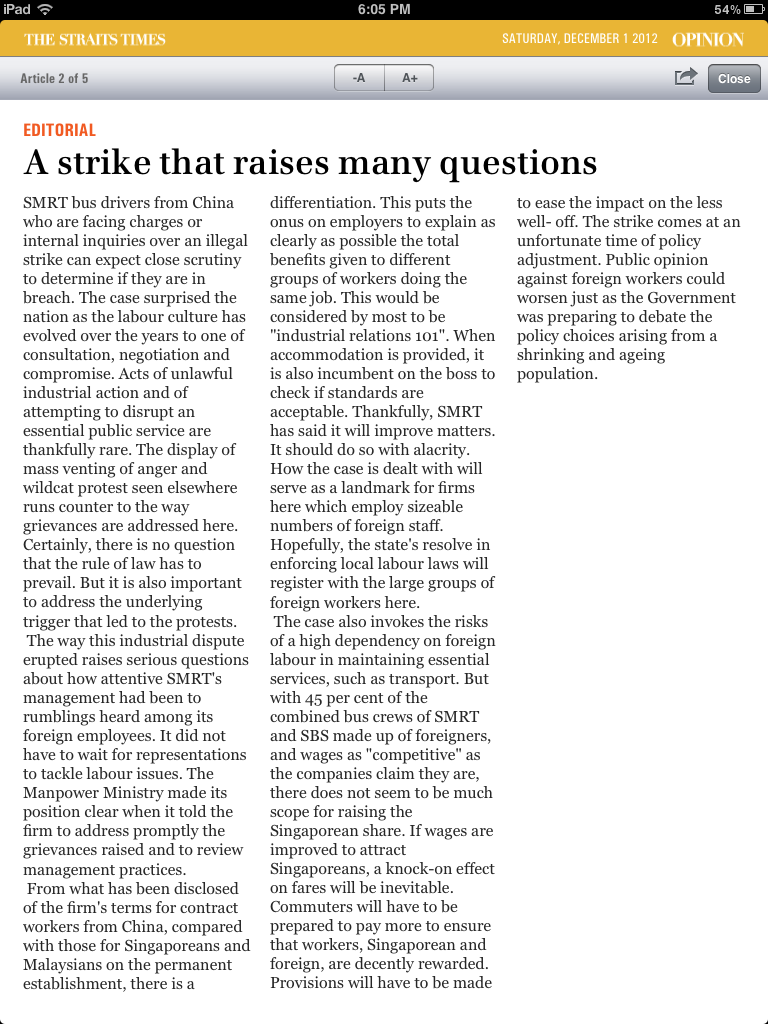 iPad 6:05 PM 54%
THE STRAITS TIMES SATURDAY, DECEMBER 1 2012 OPINION
Article 2 of 5 -A A+ Close
EDITORIAL
A strike that raises many questions
SMRT bus drivers from China
who are facing charges or
internal inquiries over an illegal
strike can expect close scrutiny
to determine if they are in
breach. The case surprised the
nation as the labour culture has
evolved over the years to one of
consultation, negotiation and
compromise. Acts of unlawful
industrial action and of
attempting to disrupt an
essential public service are
thankfully rare. The display of
mass venting of anger and
wildcat protest seen elsewhere
runs counter to the way
grievances are addressed here.
Certainly, there is no question
that the rule of law has to
prevail. But it is also important
to address the underlying
trigger that led to the protests.
The way this industrial dispute
erupted raises serious questions
about how attentive SMRT's
management had been to
rumblings heard among its
foreign employees. It did not
have to wait for representations
to tackle labour issues. The
Manpower Ministry made its
position clear when it told the
firm to address promptly the
grievances raised and to review
management practices.
From what has been disclosed
of the firm's terms for contract
workers from China, compared
with those for Singaporeans and
Malaysians on the permanent
establishment, there is a
differentiation. This puts the
onus on employers to explain as
clearly as possible the total
benefits given to different
groups of workers doing the
same job. This would be
considered by most to be
"industrial relations 101". When
accommodation is provided, it
is also incumbent on the boss to
check if standards are
acceptable. Thankfully, SMRT
has said it will improve matters.
It should do so with alacrity.
How the case is dealt with will
serve as a landmark for firms
here which employ sizeable
numbers of foreign staff.
Hopefully, the state's resolve in
enforcing local labour laws will
register with the large groups of
foreign workers here.
The case also invokes the risks
of a high dependency on foreign
labour in maintaining essential
services, such as transport. But
with 45 per cent of the
combined bus crews of SMRT
and SBS made up of foreigners,
and wages as "competitive" as
the companies claim they are,
there does not seem to be much
scope for raising the
Singaporean share. If wages are
improved to attract
Singaporeans, a knock-on effect
on fares will be inevitable.
Commuters will have to be
prepared to pay more to ensure
that workers, Singaporean and
foreign, are decently rewarded.
Provisions will have to be made
to ease the impact on the less
well- off. The strike comes at an
unfortunate time of policy
adjustment. Public opinion
against foreign workers could
worsen just as the Government
was preparing to debate the
policy choices arising from a
shrinking and ageing
population.